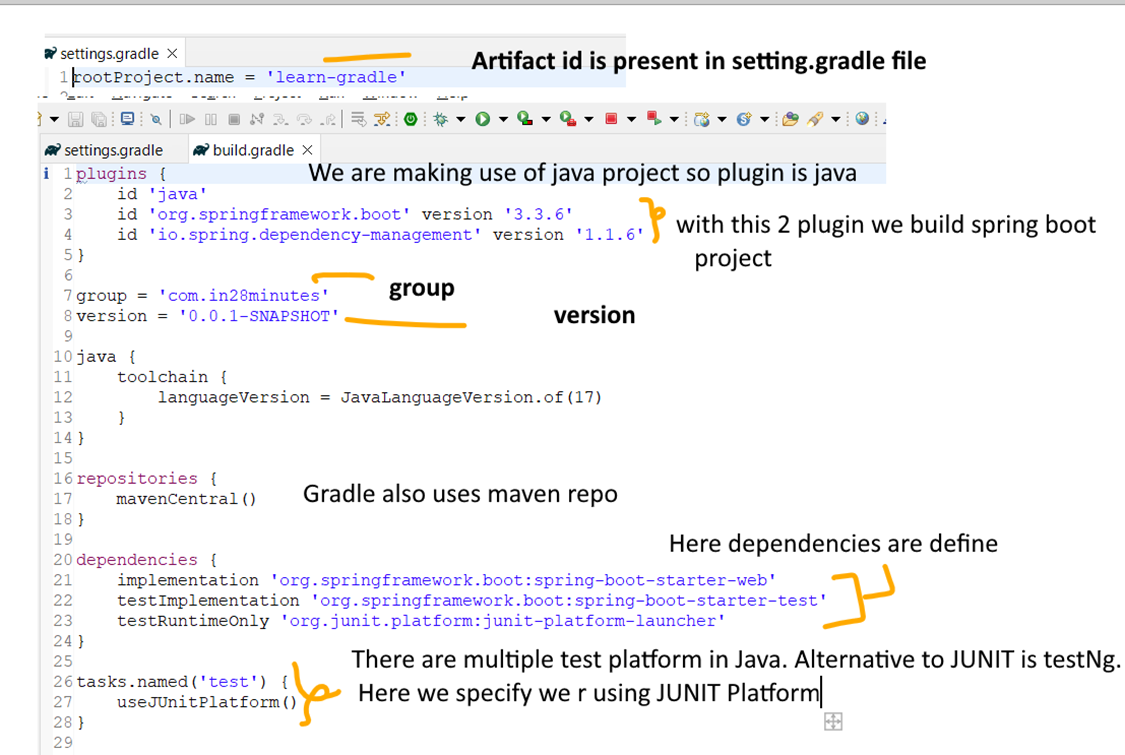 settings.gradle
Artifact id is present in setting.gradle file
1 rootProject.name = 'learn-gradle'
settings.gradle build.gradle
1 plugins { We are making use of java project so plugin is java
2 id 'java'
3 id 'org.springframework.boot' version '3.3.6'
4 id 'io.spring.dependency-management' version '1.1.6' with this 2 plugin we build spring boot
5 } project
6
7 group = 'com.in28minutes' group
8 version = '0.0.1-SNAPSHOT' version
9
10 java {
11 toolchain {
12 languageVersion = JavaLanguageVersion.of(17)
13 }
14 }
15
16 repositories {
17 mavenCentral() Gradle also uses maven repo
18 }
19
Here dependencies are define
20 dependencies {
21 implementation 'org.springframework.boot:spring-boot-starter-web'
22 testImplementation 'org.springframework.boot:spring-boot-starter-test'
23 testRuntimeOnly 'org.junit.platform:junit-platform-launcher'
24 }
25 There are multiple test platform in Java. Alternative to JUNIT is testNg.
26 tasks.named('test') {
27 useJUnitPlatform() Here we specify we r using JUNIT Platform
28 }
29